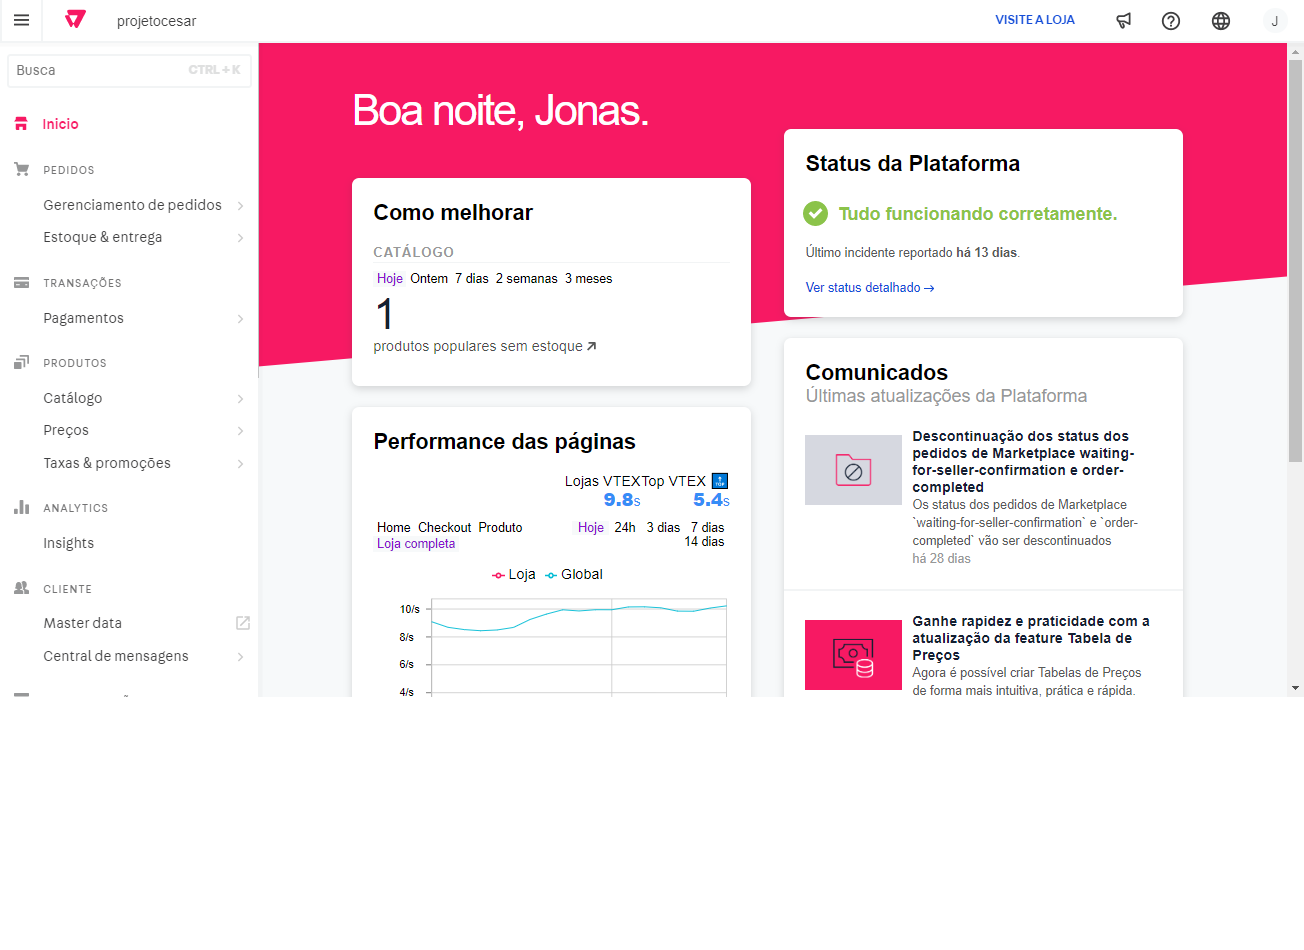 projetocesar
VISITE A LOJA
J
Busca
CTRL + K
Inicio
PEDIDOS
Gerenciamento de pedidos
Estoque & entrega
TRANSAÇÕES
Pagamentos
PRODUTOS
Catálogo
Preços
Taxas & promoções
ANALYTICS
Insights
CLIENTE
Master data
Central de mensagens
Boa noite, Jonas.
Como melhorar
CATÁLOGO
Hoje Ontem 7 dias 2 semanas 3 meses
1
produtos populares sem estoque
Performance das páginas
Lojas VTEX Top VTEX TOP
9.8s 5.4s
Home Checkout Produto
Loja completa
Hoje 24h 3 dias 7 dias
14 dias
Loja Global
10/s
8/s
6/s
4/s
Status da Plataforma
Tudo funcionando corretamente.
Último incidente reportado há 13 dias.
Ver status detalhado →
Comunicados
Últimas atualizações da Plataforma
Descontinuação dos status dos
pedidos de Marketplace waiting-
for-seller-confirmation e order-
completed
Os status dos pedidos de Marketplace
`waiting-for-seller-confirmation` e `order-
completed` vão ser descontinuados
há 28 dias
Ganhe rapidez e praticidade com a
atualização da feature Tabela de
Preços
Agora é possível criar Tabelas de Preços
de forma mais intuitiva, prática e rápida.